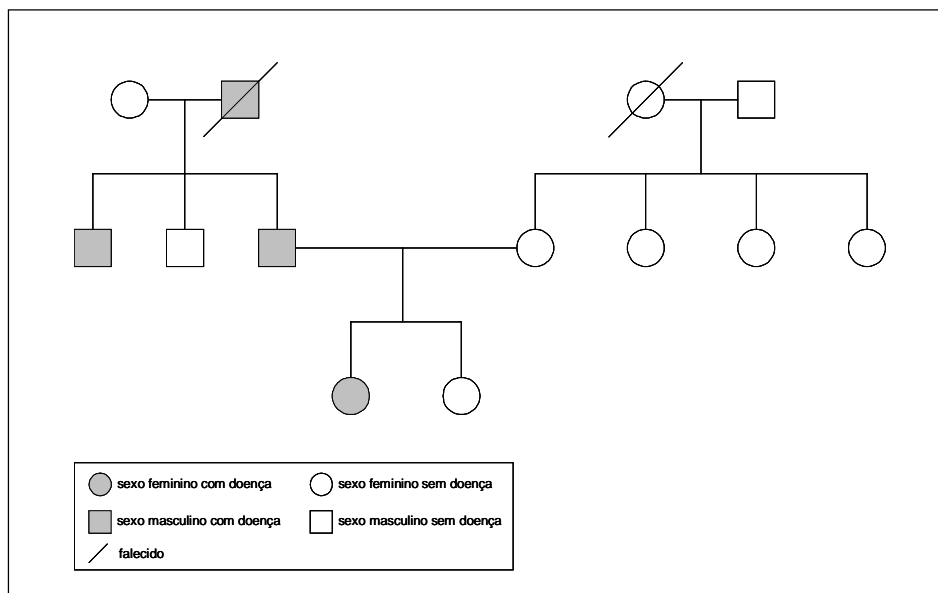 sexo feminino com doença
sexo feminino sem doença
sexo masculino com doença
sexo masculino sem doença
falecido